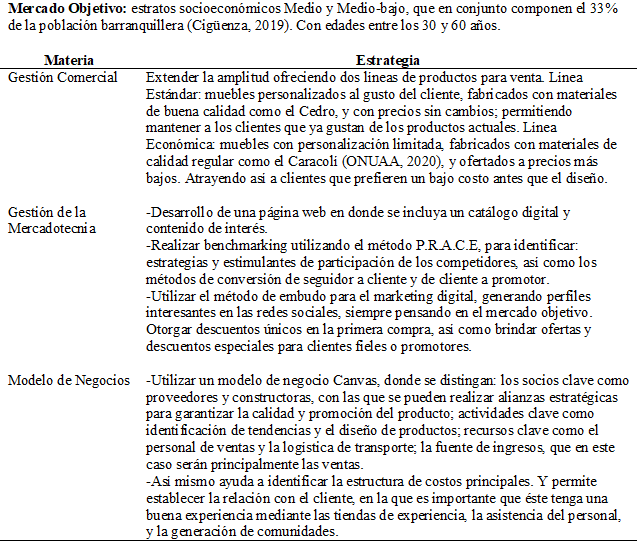 Mercado Objetivo: estratos socioeconómicos Medio y Medio-bajo, que en conjunto componen el 33%
de la población barranquillera (Cigüenza, 2019). Con edades entre los 30 y 60 años.
Materia Estrategia
Gestión Comercial Extender la amplitud ofreciendo dos líneas de productos para venta. Línea
Estándar: muebles personalizados al gusto del cliente, fabricados con materiales
de buena calidad como el Cedro, y con precios sin cambios; permitiendo
mantener a los clientes que ya gustan de los productos actuales. Línea
Económica: muebles con personalización limitada, fabricados con materiales de
calidad regular como el Caracolí (ONUAA, 2020), y ofertados a precios más
bajos. Atrayendo así a clientes que prefieren un bajo costo antes que el diseño.
Gestión de la -Desarrollo de una página web en donde se incluya un catálogo digital y
Mercadotecnia contenido de interés.
-Realizar benchmarking utilizando el método P.R.A.C.E, para identificar:
estrategias y estimulantes de participación de los competidores, así como los
métodos de conversión de seguidor a cliente y de cliente a promotor.
-Utilizar el método de embudo para el marketing digital, generando perfiles
interesantes en las redes sociales, siempre pensando en el mercado objetivo.
Otorgar descuentos únicos en la primera compra, así como brindar ofertas y
descuentos especiales para clientes fieles o promotores.
Modelo de Negocios -Utilizar un modelo de negocio Canvas, donde se distingan: los socios clave como
proveedores y constructoras, con las que se pueden realizar alianzas estratégicas
para garantizar la calidad y promoción del producto; actividades clave como
identificación de tendencias y el diseño de productos; recursos clave como el
personal de ventas y la logística de transporte; la fuente de ingresos, que en este
caso serán principalmente las ventas.
-Así mismo ayuda a identificar la estructura de costos principales. Y permite
establecer la relación con el cliente, en la que es importante que éste tenga una
buena experiencia mediante las tiendas de experiencia, la asistencia del personal,
y la generación de comunidades.